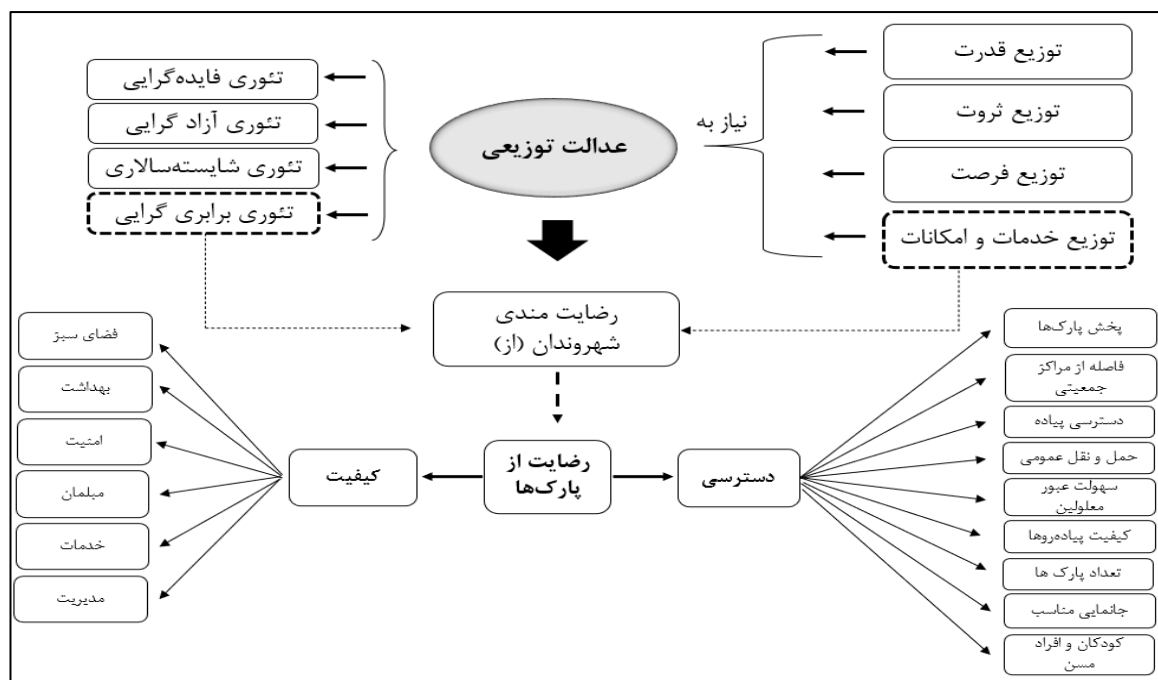 توزیع قدرت
توزیع ثروت
توزیع فرصت
توزیع خدمات و امکانات
نیاز به
عدالت توزیعی
تئوری فایده‌گرایی
تئوری آزاد گرایی
تئوری شایسته‌سالاری
تئوری برابری گرایی
رضایت مندی
شهروندان (از)
رضایت از
پارک‌ها
دسترسی
پخش پارک‌ها
فاصله از مراکز
جمعیتی
دسترسی پیاده
حمل و نقل عمومی
سهولت عبور
معلولین
کیفیت پیاده‌روها
تعداد پارک ها
جانمایی مناسب
کودکان و افراد
مسن
کیفیت
فضای سبز
بهداشت
امنیت
مبلمان
خدمات
مدیریت